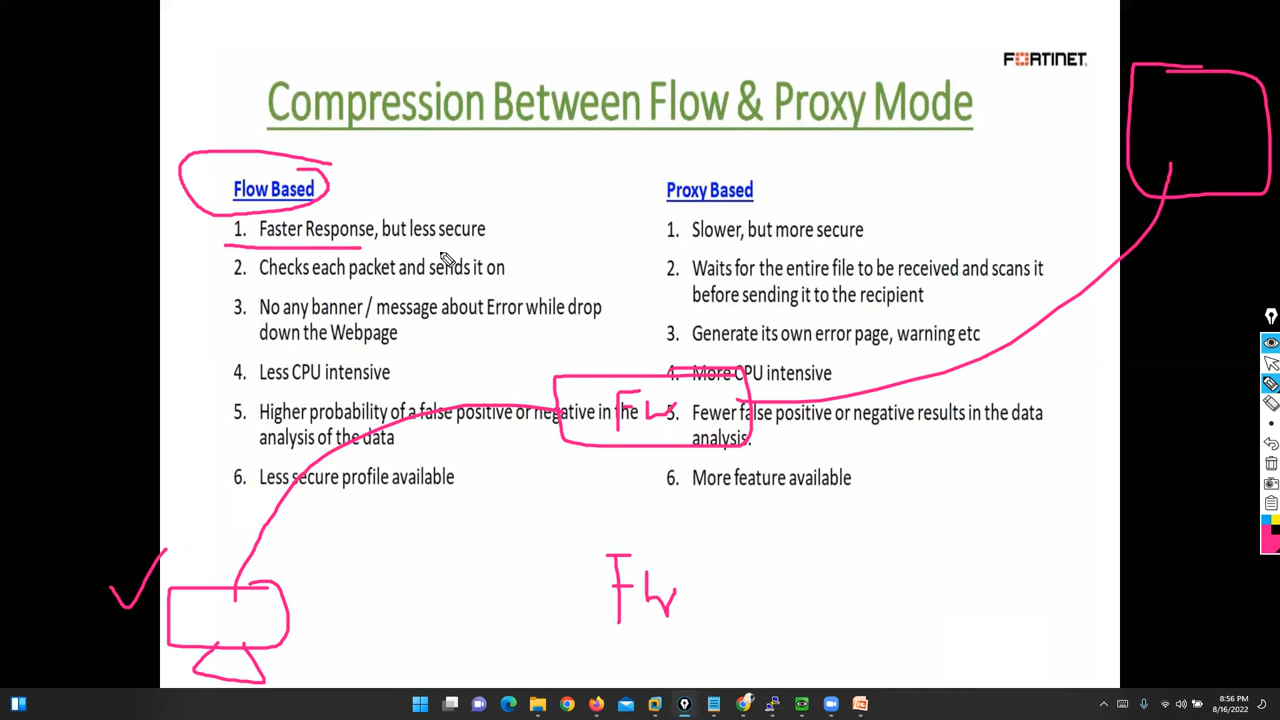 FORTINET
Compression Between Flow & Proxy Mode
Flow Based
1. Faster Response, but less secure
2. Checks each packet and sends it on
3. No any banner / message about Error while drop
down the Webpage
4. Less CPU intensive
5. Higher probability of a false positive or negative in the
analysis of the data
6. Less secure profile available
Proxy Based
1. Slower, but more secure
2. Waits for the entire file to be received and scans it
before sending it to the recipient
3. Generate its own error page, warning etc
4. More CPU intensive
5. Fewer false positive or negative results in the data
analysis.
6. More feature available
FW
FW
8:56 PM
8/16/2022